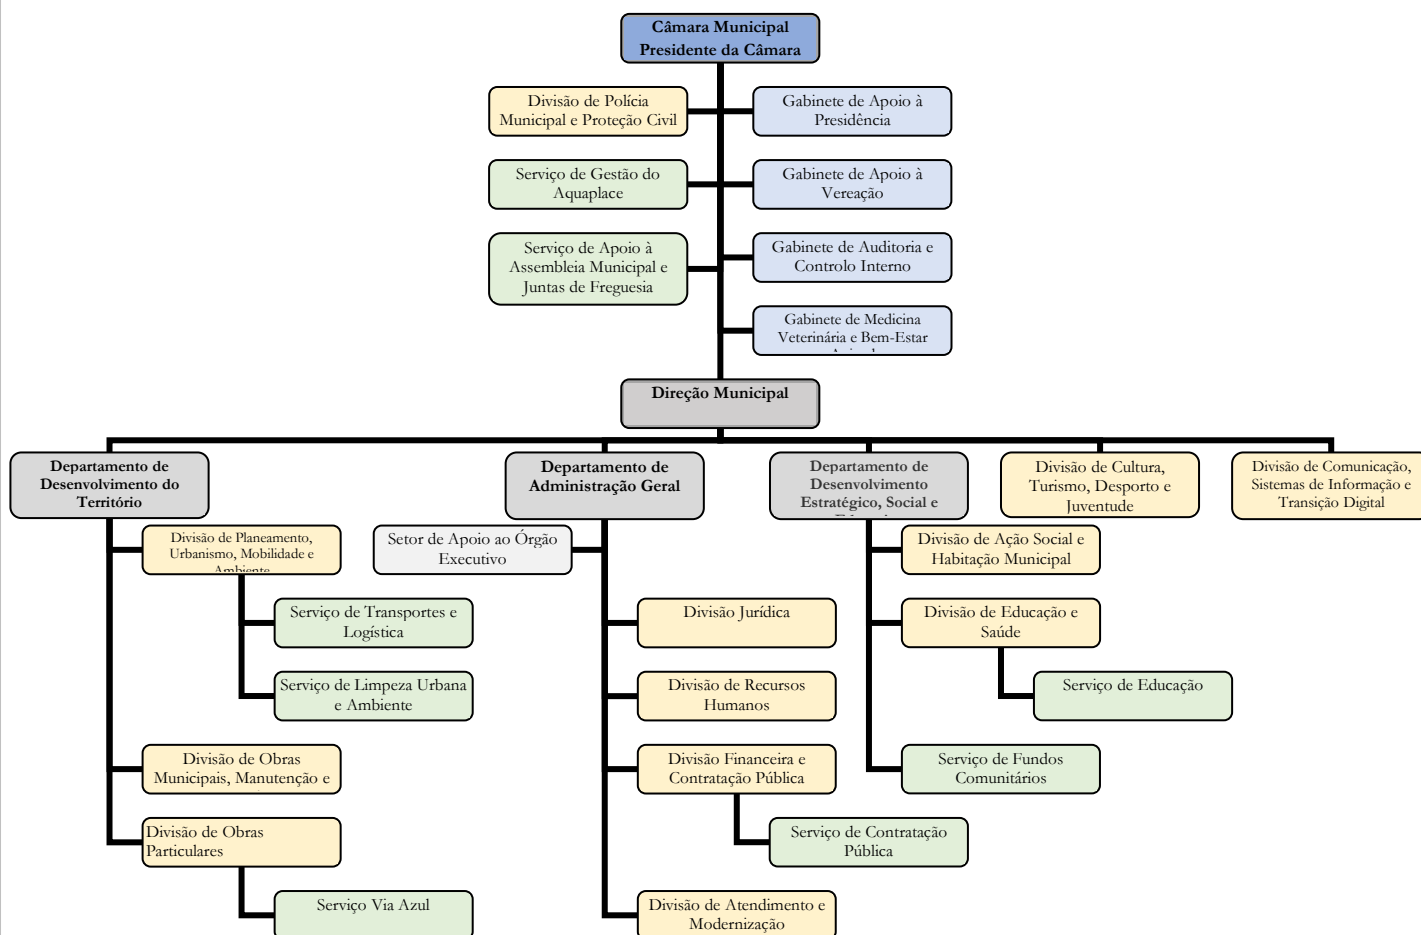 Câmara Municipal
Presidente da Câmara
Divisão de Polícia
Municipal e Proteção Civil
Gabinete de Apoio à
Presidência
Serviço de Gestão do
Aquaplace
Gabinete de Apoio à
Vereação
Serviço de Apoio à
Assembleia Municipal e
Juntas de Freguesia
Gabinete de Auditoria e
Controlo Interno
Gabinete de Medicina
Veterinária e Bem-Estar
Direção Municipal
Departamento de
Desenvolvimento do
Território
Departamento de
Administração Geral
Departamento de
Desenvolvimento
Estratégico, Social e
Divisão de Cultura,
Turismo, Desporto e
Juventude
Divisão de Comunicação,
Sistemas de Informação e
Transição Digital
Divisão de Planeamento,
Urbanismo, Mobilidade e
Ambiente
Setor de Apoio ao Órgão
Executivo
Divisão de Ação Social e
Habitação Municipal
Serviço de Transportes e
Logística
Divisão Jurídica
Divisão de Educação e
Saúde
Serviço de Limpeza Urbana
e Ambiente
Divisão de Recursos
Humanos
Serviço de Educação
Divisão de Obras
Municipais, Manutenção e
Divisão Financeira e
Contratação Pública
Serviço de Fundos
Comunitários
Divisão de Obras
Particulares
Serviço de Contratação
Pública
Serviço Via Azul
Divisão de Atendimento e
Modernização